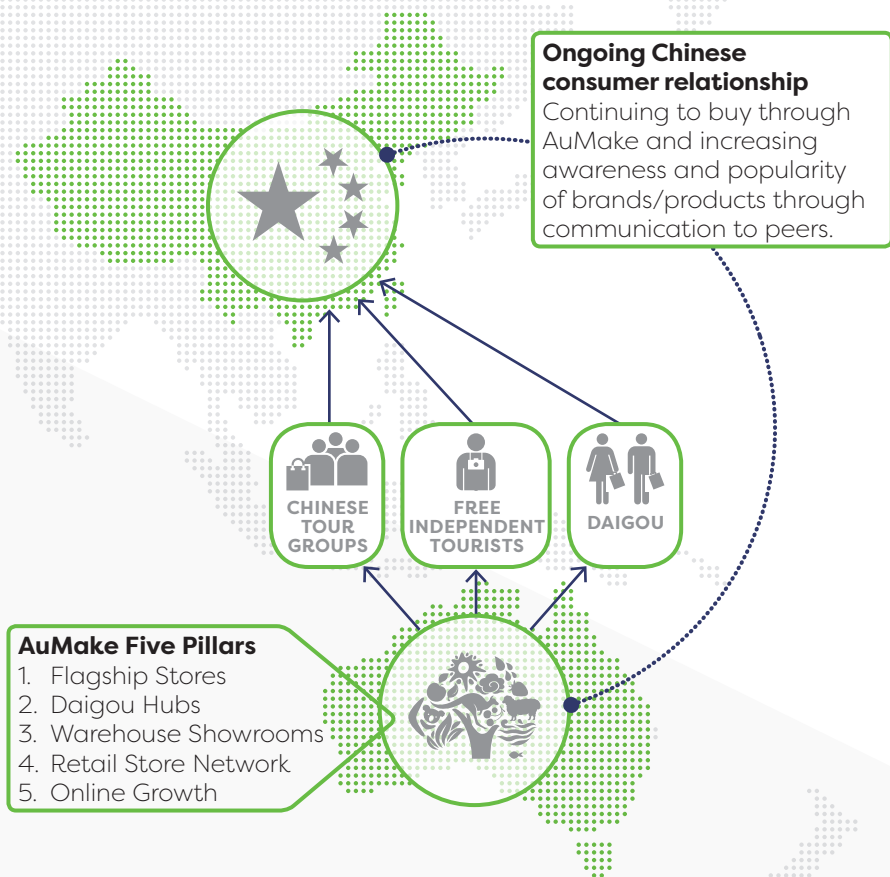 Ongoing Chinese
consumer relationship
Continuing to buy through
AuMake and increasing
awareness and popularity
of brands/products through
communication to peers.
CHINESE
TOUR
GROUPS
FREE
INDEPENDENT
TOURISTS
DAIGOU
AuMake Five Pillars
1. Flagship Stores
2. Daigou Hubs
3. Warehouse Showrooms
4. Retail Store Network
5. Online Growth